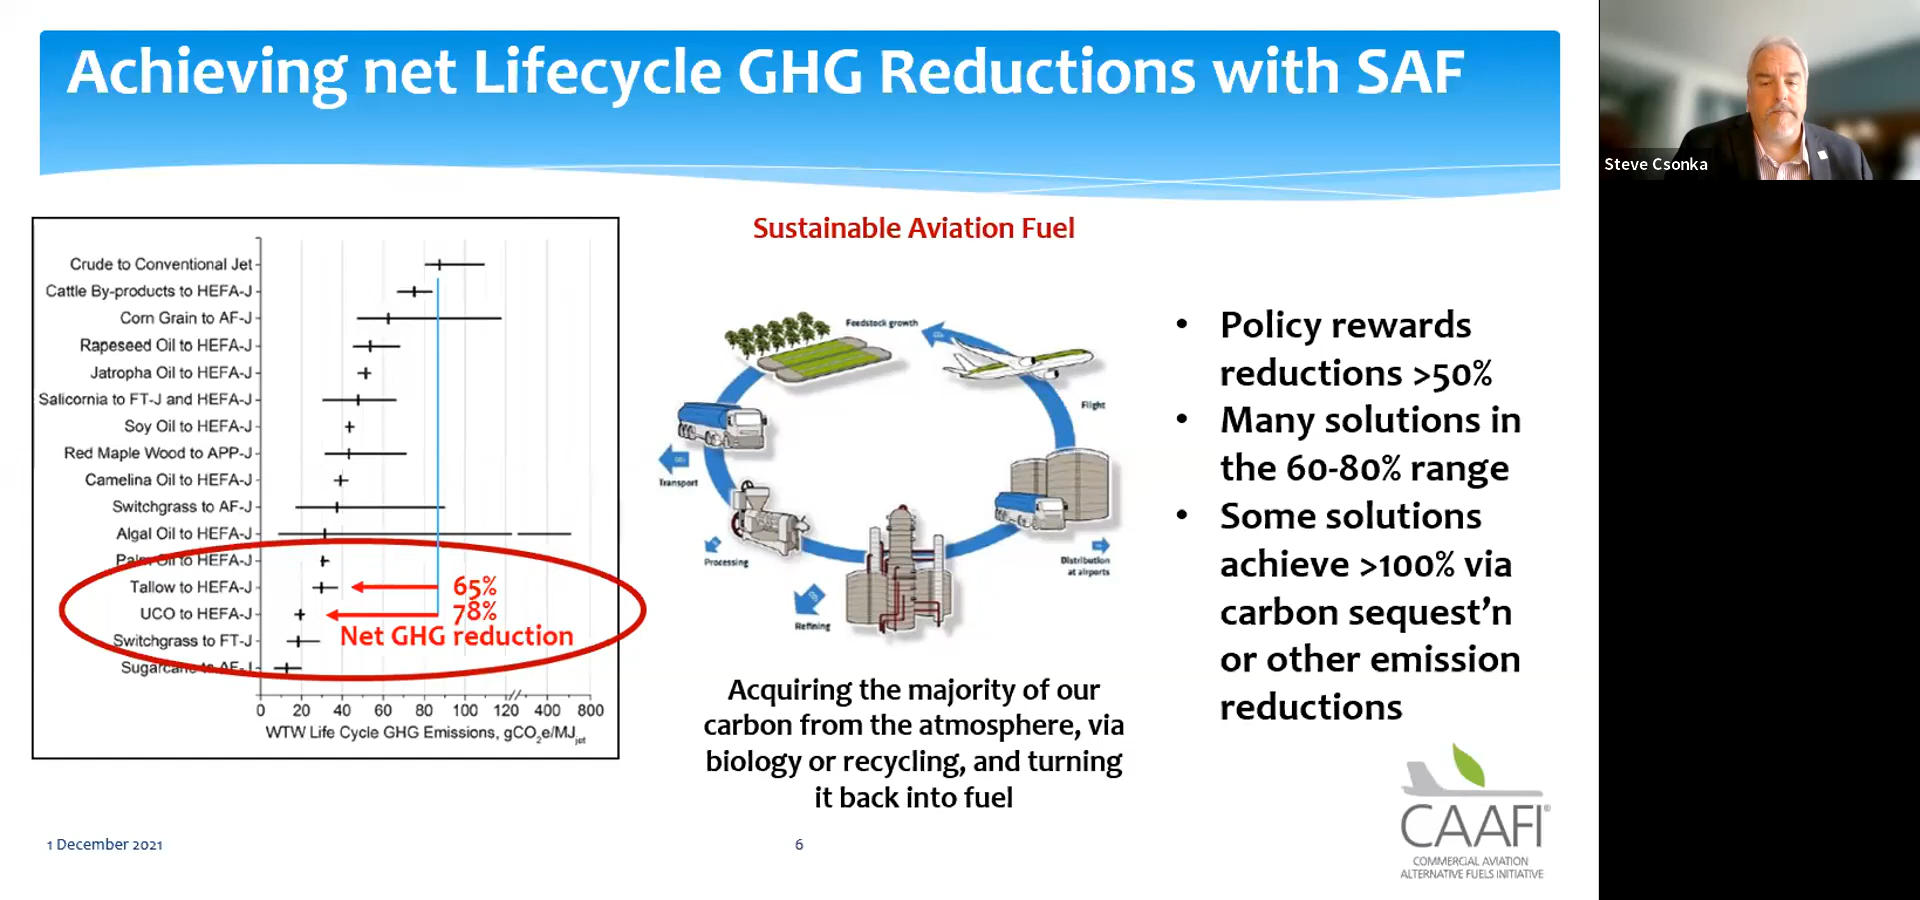 Achieving net Lifecycle GHG Reductions with SAF
Steve Csonka
Crude to Conventional Jet
Cattle By-products to HEFA-J
Corn Grain to AF-J
Rapeseed Oil to HEFA-J
Jatropha Oil to HEFA-J
Salicornia to FT-J and HEFA-J
Soy Oil to HEFA-J
Red Maple Wood to APP-J
Camelina Oil to HEFA-J
Switchgrass to AF-J
Algal Oil to HEFA-J
Palm Oil to HEFA-J
Tallow to HEFA-J
UCO to HEFA-J
Switchgrass to FT-J
Sugarcane to AF-J
65%
78%
Net GHG reduction
0 20 40 60 80 100 120 400 800
WTW Life Cycle GHG Emissions, gCO2e/MJjet
Sustainable Aviation Fuel
Feedstock growth
Flight
Transport
Processing
Refining
Distribution
at airports
Acquiring the majority of our
carbon from the atmosphere, via
biology or recycling, and turning
it back into fuel
• Policy rewards
reductions >50%
• Many solutions in
the 60-80% range
• Some solutions
achieve >100% via
carbon sequest'n
or other emission
reductions
CAAFI®
COMMERCIAL AVIATION
ALTERNATIVE FUELS INITIATIVE
1 December 2021
6